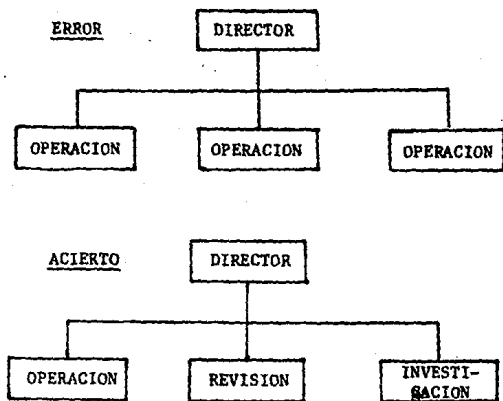 ERROR
DIRECTOR
OPERACION
OPERACION
OPERACION
ACIERTO
DIRECTOR
OPERACION
REVISION
INVESTI-
GACION